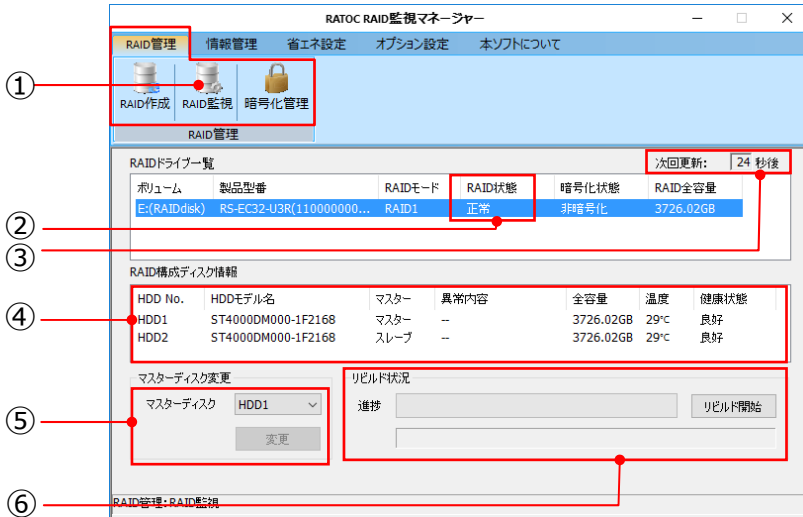 RATOC RAID監視マネージャー
RAID管理 情報管理 省エネ設定 オプション設定 本ソフトについて
①
RAID作成 RAID監視 暗号化管理
RAID管理
RAIDドライブ一覧 次回更新: 24 秒後
ボリューム 製品型番 RAIDモード RAID状態 暗号化状態 RAID全容量
E:(RAIDdisk) RS-EC32-U3R(110000000... RAID1 正常 非暗号化 3726.02GB
②
③
RAID構成ディスク情報
HDD No. HDDモデル名 マスター 異常内容 全容量 温度 健康状態
④
HDD1 ST4000DM000-1F2168 マスター -- 3726.02GB 29℃ 良好
HDD2 ST4000DM000-1F2168 スレーブ -- 3726.02GB 29℃ 良好
マスターディスク変更 リビルド状況
⑤
マスターディスク HDD1 進捗 リビルド開始
変更
⑥
RAID管理:RAID監視